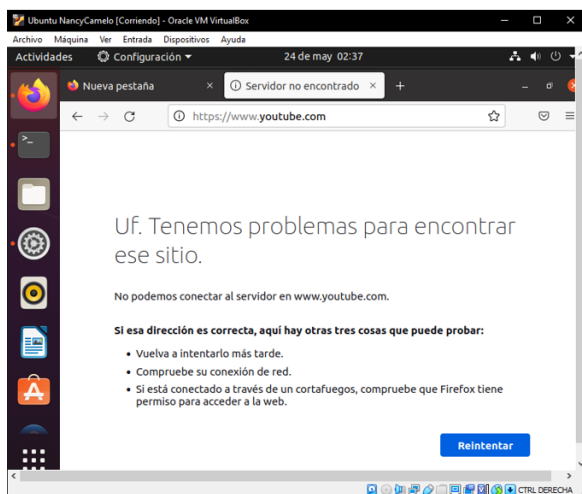 Ubuntu NancyCamelo [Corriendo] - Oracle VM VirtualBox
Archivo Máquina Ver Entrada Dispositivos Ayuda
Actividades Configuración 24 de may 02:37
Nueva pestaña Servidor no encontrado
https://www.youtube.com
Uf. Tenemos problemas para encontrar
ese sitio.
No podemos conectar al servidor en www.youtube.com.
Si esa dirección es correcta, aquí hay otras tres cosas que puede probar:
• Vuelva a intentarlo más tarde.
• Compruebe su conexión de red.
• Si está conectado a través de un cortafuegos, compruebe que Firefox tiene
permiso para acceder a la web.
Reintentar
CTRL DERECHA